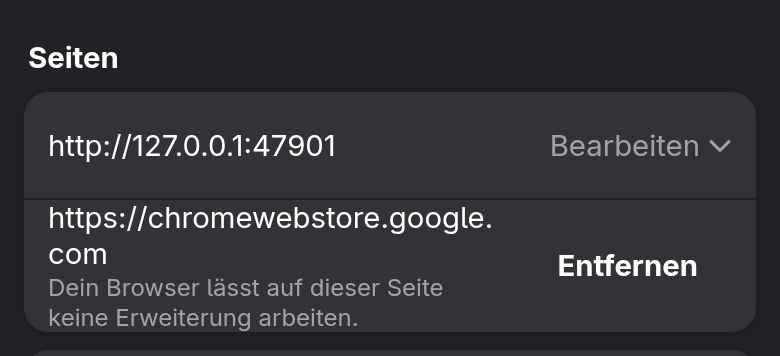 Seiten
http://127.0.0.1:47901 Bearbeiten
https://chromewebstore.google.
com
Entfernen
Dein Browser lässt auf dieser Seite
keine Erweiterung arbeiten.